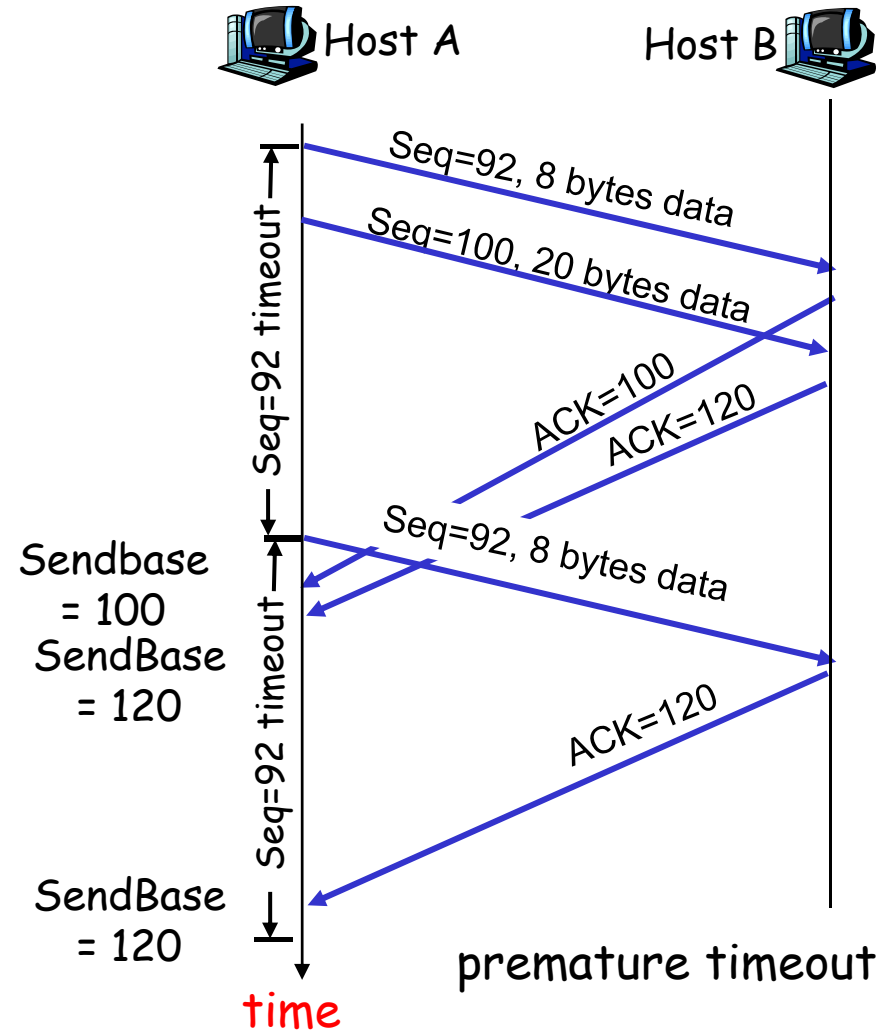 Host A
Host B
Seq=92, 8 bytes data
Seq=100, 20 bytes data
Seq=92 timeout
ACK=100
ACK=120
Seq=92, 8 bytes data
Sendbase
= 100
SendBase
= 120
Seq=92 timeout
ACK=120
SendBase
= 120
premature timeout
time